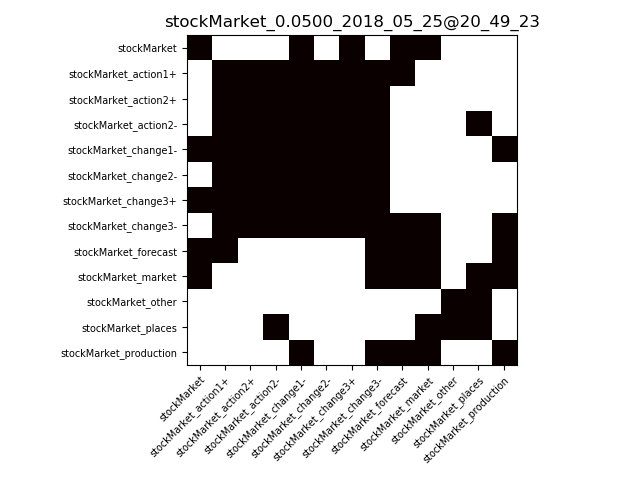 stockMarket_0.0500_2018_05_25@20_49_23
stockMarket
stockMarket_action1+
stockMarket_action2+
stockMarket_action2-
stockMarket_change1-
stockMarket_change2-
stockMarket_change3+
stockMarket_change3-
stockMarket_forecast
stockMarket_market
stockMarket_other
stockMarket_places
stockMarket_production
stockMarket
stockMarket_action1+
stockMarket_action2+
stockMarket_action2-
stockMarket_change1-
stockMarket_change2-
stockMarket_change3+
stockMarket_change3-
stockMarket_forecast
stockMarket_market
stockMarket_other
stockMarket_places
stockMarket_production